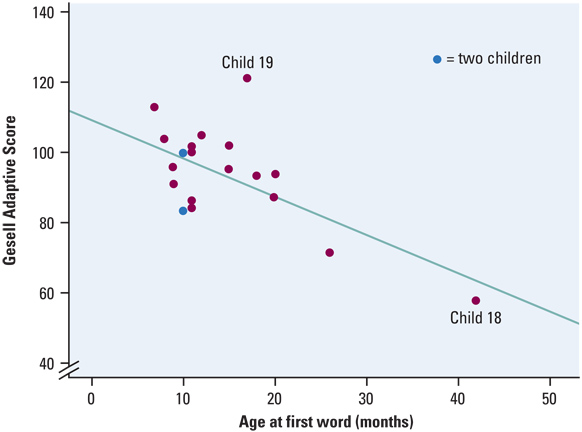 140
120
100
80
60
40
Gesell Adaptive Score
Child 19
= two children
Child 18
0 10 20 30 40 50
Age at first word (months)